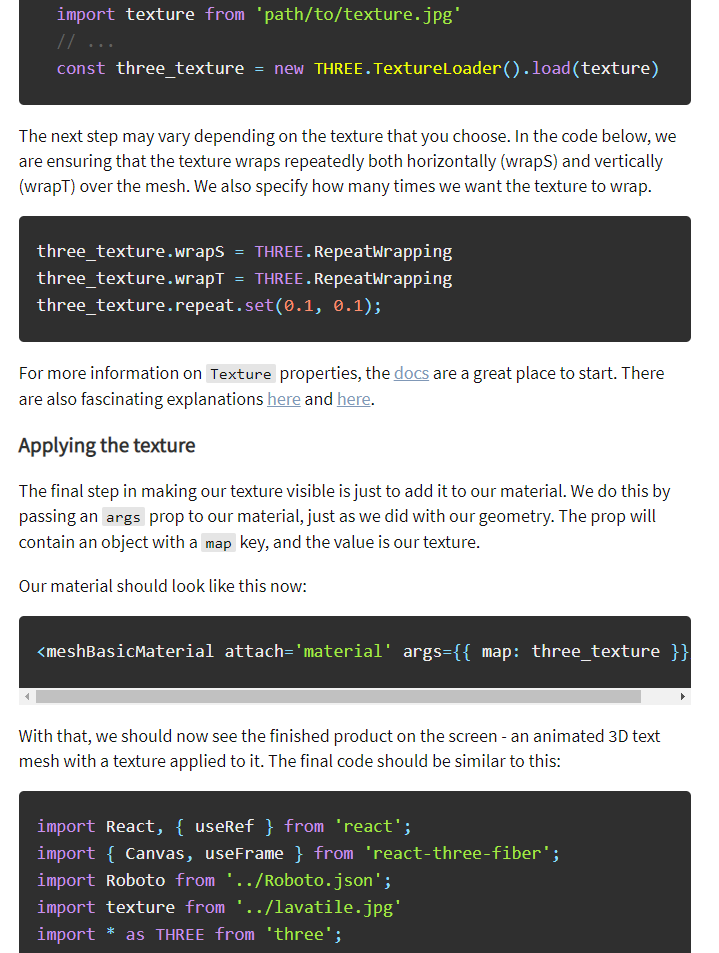 import texture from 'path/to/texture.jpg'
// ...
const three_texture = new THREE.TextureLoader().load(texture)
The next step may vary depending on the texture that you choose. In the code below, we
are ensuring that the texture wraps repeatedly both horizontally (wrapS) and vertically
(wrapT) over the mesh. We also specify how many times we want the texture to wrap.
three_texture.wrapS = THREE.RepeatWrapping
three_texture.wrapT = THREE.RepeatWrapping
three_texture.repeat.set(0.1, 0.1);
For more information on Texture properties, the docs are a great place to start. There
are also fascinating explanations here and here.
Applying the texture
The final step in making our texture visible is just to add it to our material. We do this by
passing an args prop to our material, just as we did with our geometry. The prop will
contain an object with a map key, and the value is our texture.
Our material should look like this now:
<meshBasicMaterial attach='material' args={{ map: three_texture }}
With that, we should now see the finished product on the screen - an animated 3D text
mesh with a texture applied to it. The final code should be similar to this:
import React, { useRef } from 'react';
import { Canvas, useFrame } from 'react-three-fiber';
import Roboto from '../Roboto.json';
import texture from '../lavatile.jpg'
import * as THREE from 'three';